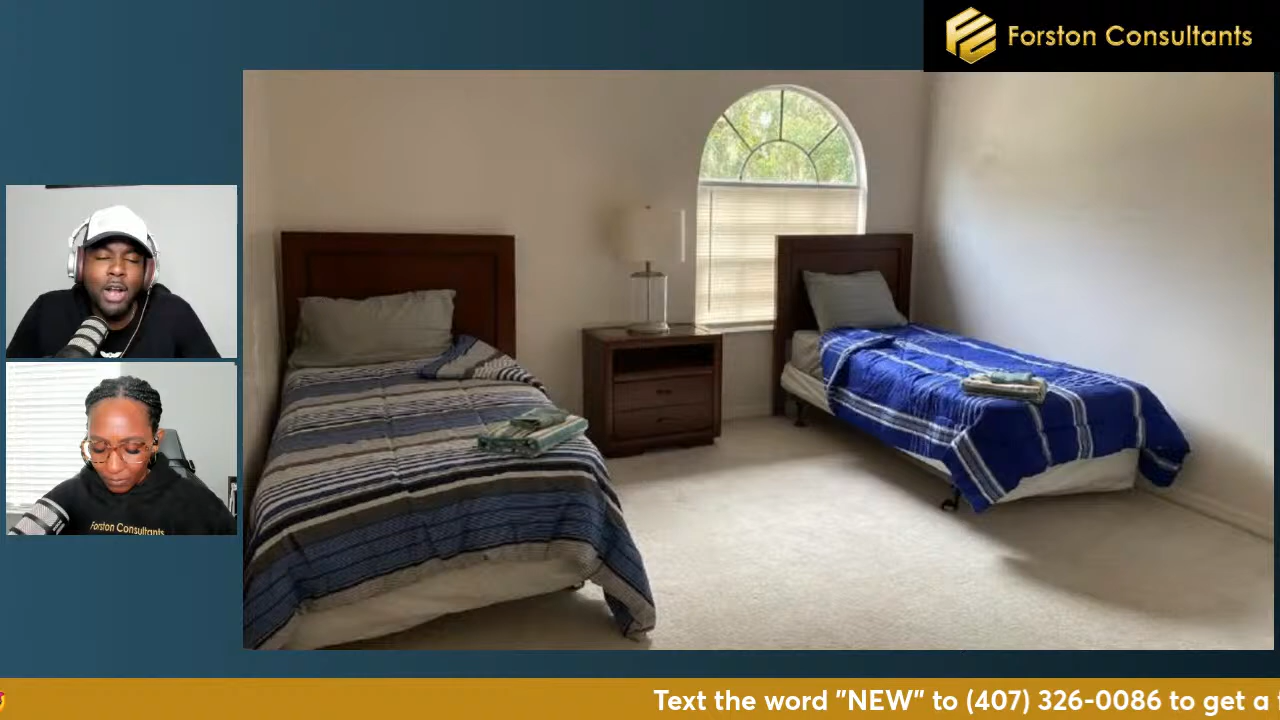 Forston Consultants
Forston Consultants
Text the word "NEW" to (407) 326-0086 to get a